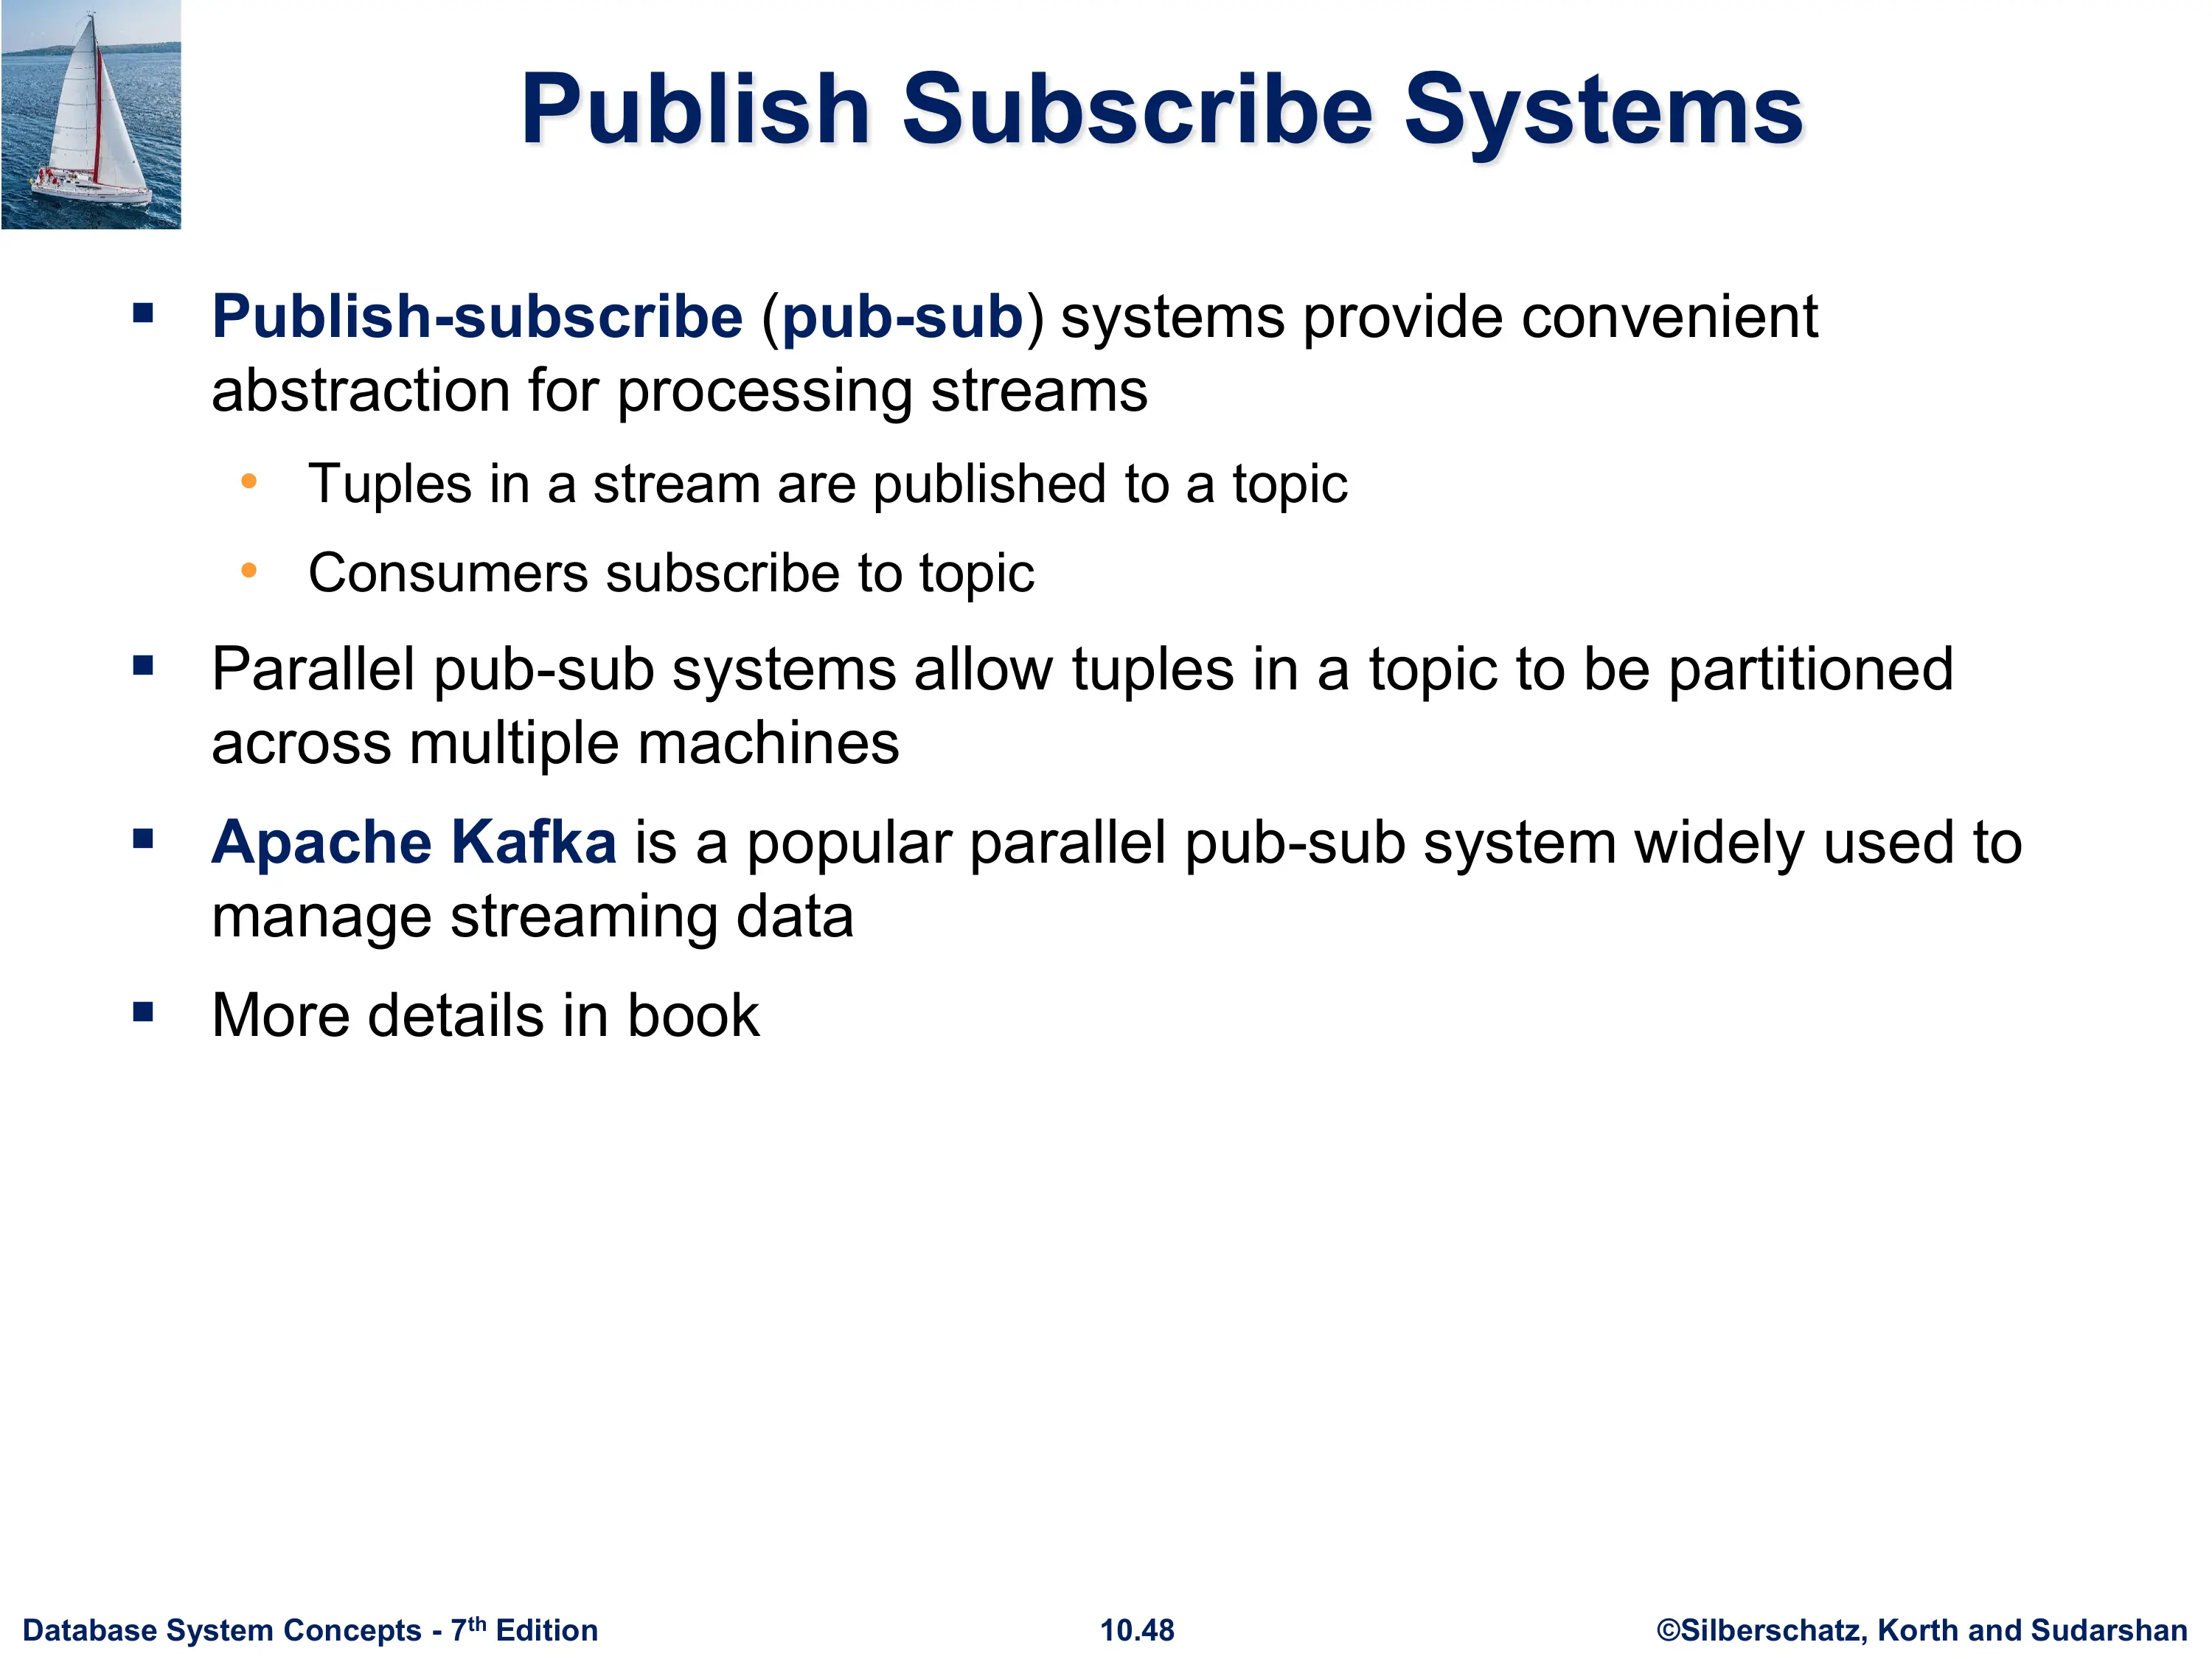 Publish Subscribe Systems
▪ Publish-subscribe (pub-sub) systems provide convenient
abstraction for processing streams
• Tuples in a stream are published to a topic
• Consumers subscribe to topic
▪ Parallel pub-sub systems allow tuples in a topic to be partitioned
across multiple machines
▪ Apache Kafka is a popular parallel pub-sub system widely used to
manage streaming data
▪ More details in book
Database System Concepts - 7th Edition
10.48
©Silberschatz, Korth and Sudarshan